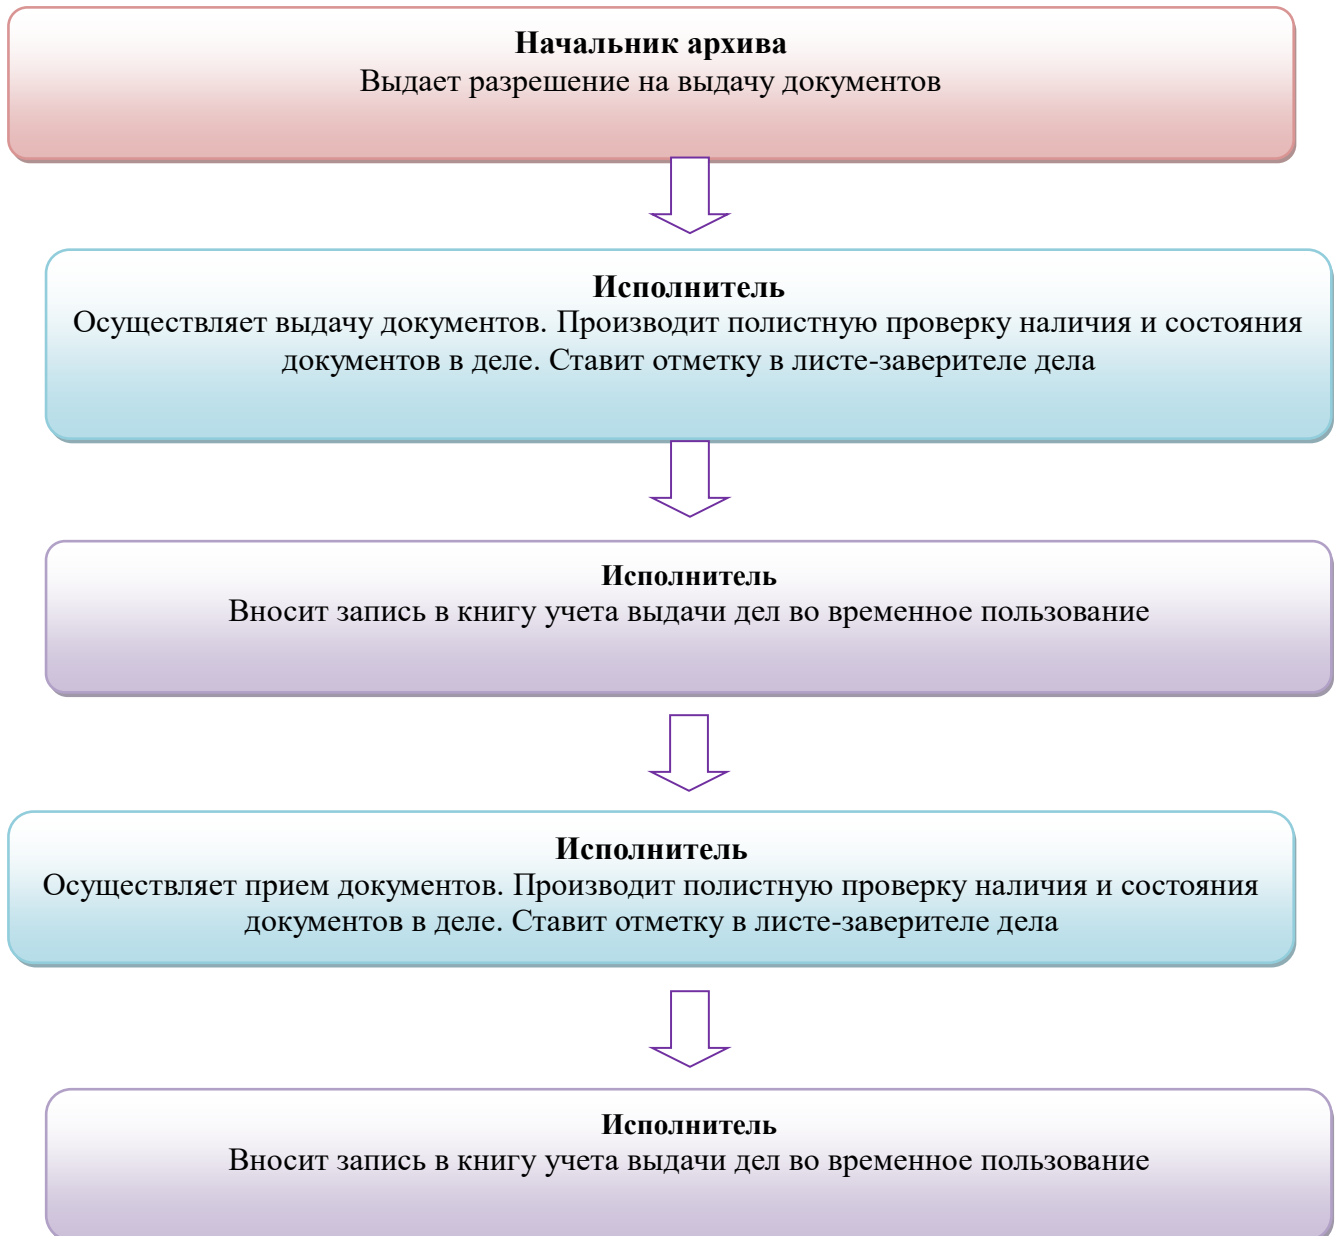 Начальник архива
Выдает разрешение на выдачу документов
Исполнитель
Осуществляет выдачу документов. Производит полистную проверку наличия и состояния
документов в деле. Ставит отметку в листе-заверителе дела
Исполнитель
Вносит запись в книгу учета выдачи дел во временное пользование
Исполнитель
Осуществляет прием документов. Производит полистную проверку наличия и состояния
документов в деле. Ставит отметку в листе-заверителе дела
Исполнитель
Вносит запись в книгу учета выдачи дел во временное пользование